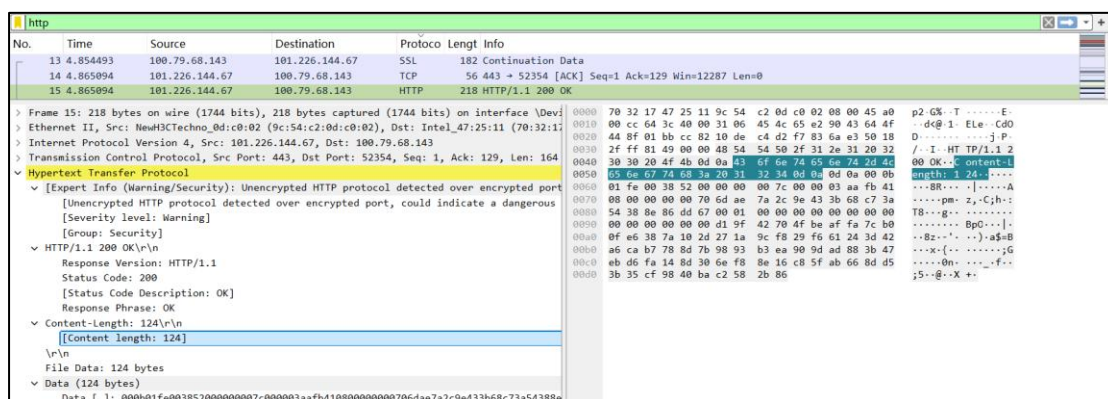 http
No. Time Source Destination Protoco Lengt Info
13 4.854493 100.79.68.143 101.226.144.67 SSL 182 Continuation Data
14 4.865094 101.226.144.67 100.79.68.143 TCP 56 443 → 52354 [ACK] Seq=1 Ack=129 Win=12287 Len=0
15 4.865094 101.226.144.67 100.79.68.143 HTTP 218 HTTP/1.1 200 OK
> Frame 15: 218 bytes on wire (1744 bits), 218 bytes captured (1744 bits) on interface \Devi
> Ethernet II, Src: NewH3CTechno_0d:c0:02 (9c:54:c2:0d:c0:02), Dst: Intel_47:25:11 (70:32:17
> Internet Protocol Version 4, Src: 101.226.144.67, Dst: 100.79.68.143
> Transmission Control Protocol, Src Port: 443, Dst Port: 52354, Seq: 1, Ack: 129, Len: 164
Hypertext Transfer Protocol
[Expert Info (Warning/Security): Unencrypted HTTP protocol detected over encrypted port
[Unencrypted HTTP protocol detected over encrypted port, could indicate a dangerous
[Severity level: Warning]
[Group: Security]
HTTP/1.1 200 OK\r\n
Response Version: HTTP/1.1
Status Code: 200
[Status Code Description: OK]
Response Phrase: OK
Content-Length: 124\r\n
[Content length: 124]
\r\n
File Data: 124 bytes
Data (124 bytes)
0000 70 32 17 47 25 11 9c 54 c2 0d c0 02 08 00 45 a0 p2·G%··T ······E·
0010 00 cc 64 3c 40 00 31 06 45 4c 65 e2 90 43 64 4f ··d<@·1· ELe··CdO
0020 44 8f 01 bb cc 82 10 de c4 d2 f7 83 6a e3 50 18 D······· ····j·P·
0030 2f ff 81 49 00 00 48 54 54 50 2f 31 2e 31 20 32 /··I··HT TP/1.1 2
0040 30 30 20 4f 4b 0d 0a 43 6f 6e 74 65 6e 74 2d 4c 00 OK··C ontent-L
0050 65 6e 67 74 68 3a 20 31 32 34 0d 0a 0d 0a 00 0b ength: 1 24······
0060 01 fe 00 38 52 00 00 00 00 7c 00 00 03 aa fb 41 ···8R··· ·|·····A
0070 08 00 00 00 00 70 6d ae 7a 2c 9e 43 3b 68 c7 3a ·····pm· z,·C;h·:
0080 54 38 8e 86 dd 67 00 01 00 00 00 00 00 00 00 00 T8···g·· ········
0090 00 00 00 00 00 00 d1 9f 42 70 4f be af fa 7c b0 ········ BpO···|·
00a0 0f e6 38 7a 10 2d 27 1a 9c f8 29 f6 61 24 3d 42 ··8z·-'· ··)·a$=B
00b0 a6 ca b7 78 8d 7b 98 93 b3 ea 90 9d ad 88 3b 47 ···x·{·· ······;G
00c0 eb d6 fa 14 8d 30 6e f8 8e 16 c8 5f ab 66 8d d5 ·····0n· ···_·f··
00d0 3b 35 cf 98 40 ba c2 58 2b 86 ;5··@··X +·